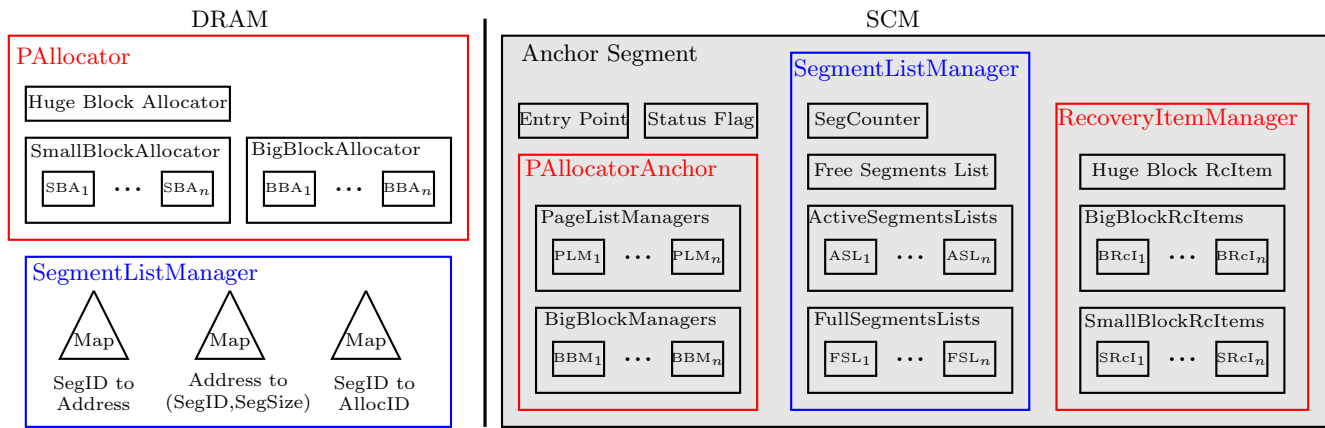 DRAM
PAllocator
Huge Block Allocator
SmallBlockAllocator
SBA1 ... SBAn
BigBlockAllocator
BBA1 ... BBAn
SegmentListManager
Map
SegID to
Address
Map
Address to
(SegID,SegSize)
Map
SegID to
AllocID
SCM
Anchor Segment
Entry Point
Status Flag
PAllocatorAnchor
PageListManagers
PLM1 ... PLMn
BigBlockManagers
BBM1 ... BBMn
SegmentListManager
SegCounter
Free Segments List
ActiveSegmentsLists
ASL1 ... ASLn
FullSegmentsLists
FSL1 ... FSLn
RecoveryItemManager
Huge Block RcItem
BigBlockRcItems
BRcI1 ... BRcIn
SmallBlockRcItems
SRcI1 ... SRcIn